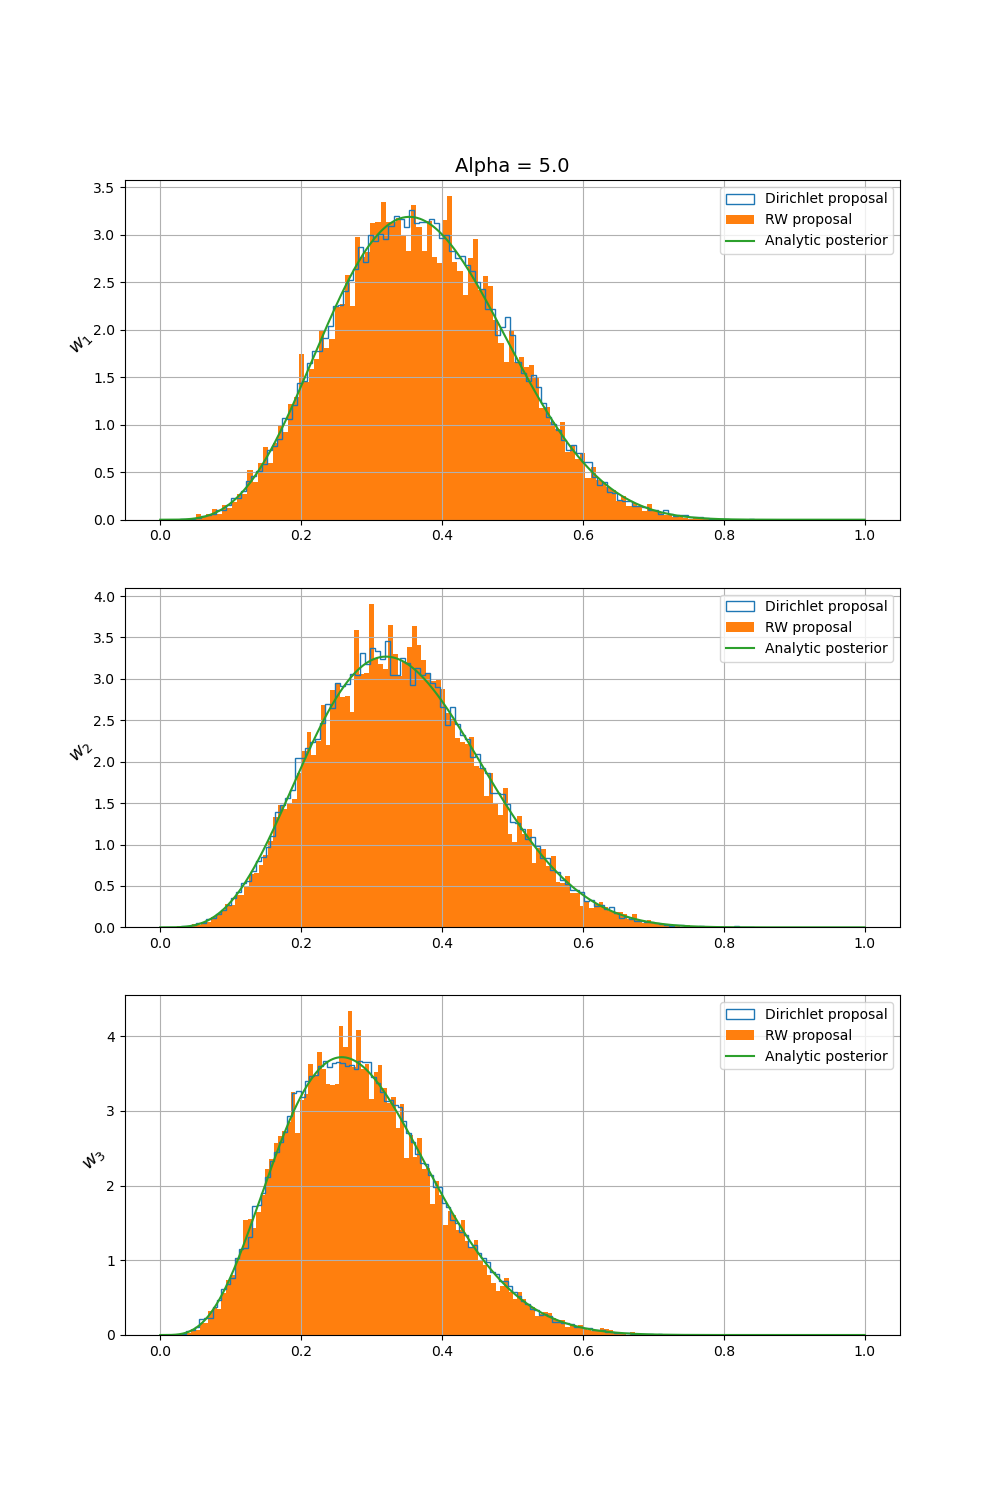 Alpha = 5.0
3.5
3.0
2.5
2.0
1.5
1.0
0.5
0.0
w₁
Dirichlet proposal
RW proposal
Analytic posterior
0.0 0.2 0.4 0.6 0.8 1.0
4.0
3.5
3.0
2.5
2.0
1.5
1.0
0.5
0.0
w₂
Dirichlet proposal
RW proposal
Analytic posterior
0.0 0.2 0.4 0.6 0.8 1.0
4
3
2
1
0
w₃
Dirichlet proposal
RW proposal
Analytic posterior
0.0 0.2 0.4 0.6 0.8 1.0